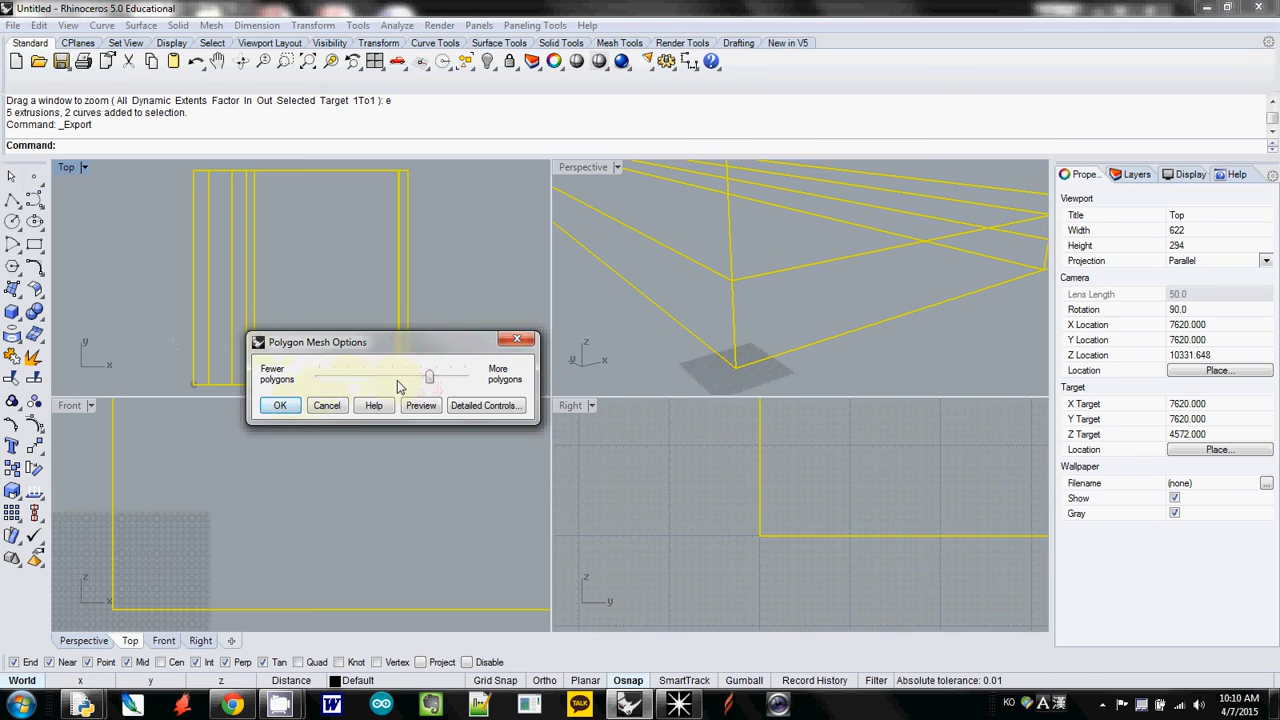 Untitled - Rhinoceros 5.0 Educational
File Edit View Curve Surface Solid Mesh Dimension Transform Tools Analyze Render Panels Paneling Tools Help
Standard CPlanes Set View Display Select Viewport Layout Visibility Transform Curve Tools Surface Tools Solid Tools Mesh Tools Render Tools Drafting New in V5
Drag a window to zoom ( All Dynamic Extents Factor In Out Selected Target 1To1 ): e
5 extrusions, 2 curves added to selection.
Command: _Export
Command:
Top
Perspective
Prope... Layers Display Help
Viewport
Title Top
Width 622
Height 294
Projection Parallel
Camera
Lens Length 50.0
Rotation 90.0
X Location 7620.000
Y Location 7620.000
Z Location 10331.648
Location Place...
Target
X Target 7620.000
Y Target 7620.000
Z Target 4572.000
Location Place...
Wallpaper
Filename (none) ...
Show
Gray
Polygon Mesh Options
Fewer polygons
More polygons
OK Cancel Help Preview Detailed Controls...
y
x
z
y
x
Front
Right
z
x
z
y
Perspective Top Front Right
End Near Point Mid Cen Int Perp Tan Quad Knot Vertex Project Disable
World x y z Distance Default Grid Snap Ortho Planar Osnap SmartTrack Gumball Record History Filter Absolute tolerance: 0.01
W
TALK
KO A 漢
10:10 AM
4/7/2015